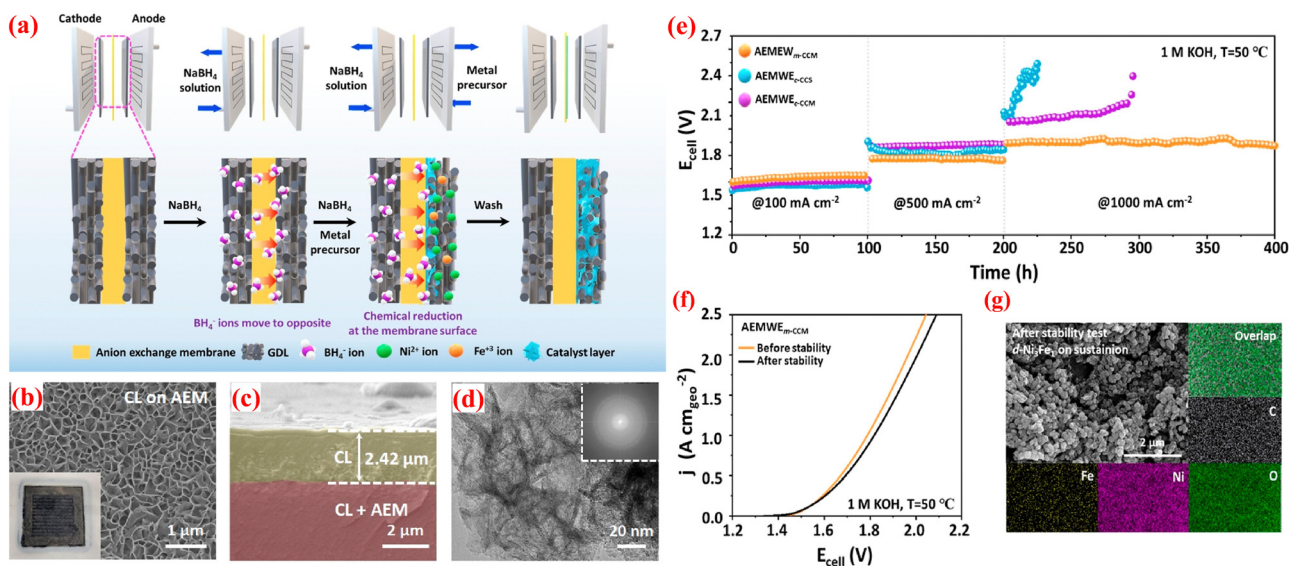 (a)
Cathode Anode
NaBH4
solution
NaBH4
solution
Metal
precursor
NaBH4
NaBH4
Metal
precursor
Wash
BH4- ions move to opposite
Chemical reduction
at the membrane surface
Anion exchange membrane GDL BH4- ion Ni2+ ion Fe+3 ion Catalyst layer
(b)
CL on AEM
1 μm
(c)
CL 2.42 μm
CL + AEM
2 μm
(d)
20 nm
(e)
2.7
2.4
2.1
1.8
1.5
1.2
Ecell (V)
AEMEWm-CCM
AEMWEc-CCS
AEMWEc-CCM
1 M KOH, T=50 ℃
@100 mA cm-2
@500 mA cm-2
@1000 mA cm-2
0 50 100 150 200 250 300 350 400
Time (h)
(f)
2.5
2.0
1.5
1.0
0.5
0.0
j (A cmgeo-2)
AEMWEm-CCM
Before stability
After stability
1 M KOH, T=50 ℃
1.2 1.4 1.6 1.8 2.0 2.2
Ecell (V)
(g)
After stability test
on sustainion
2 μm
Overlap
C
Fe
Ni
O